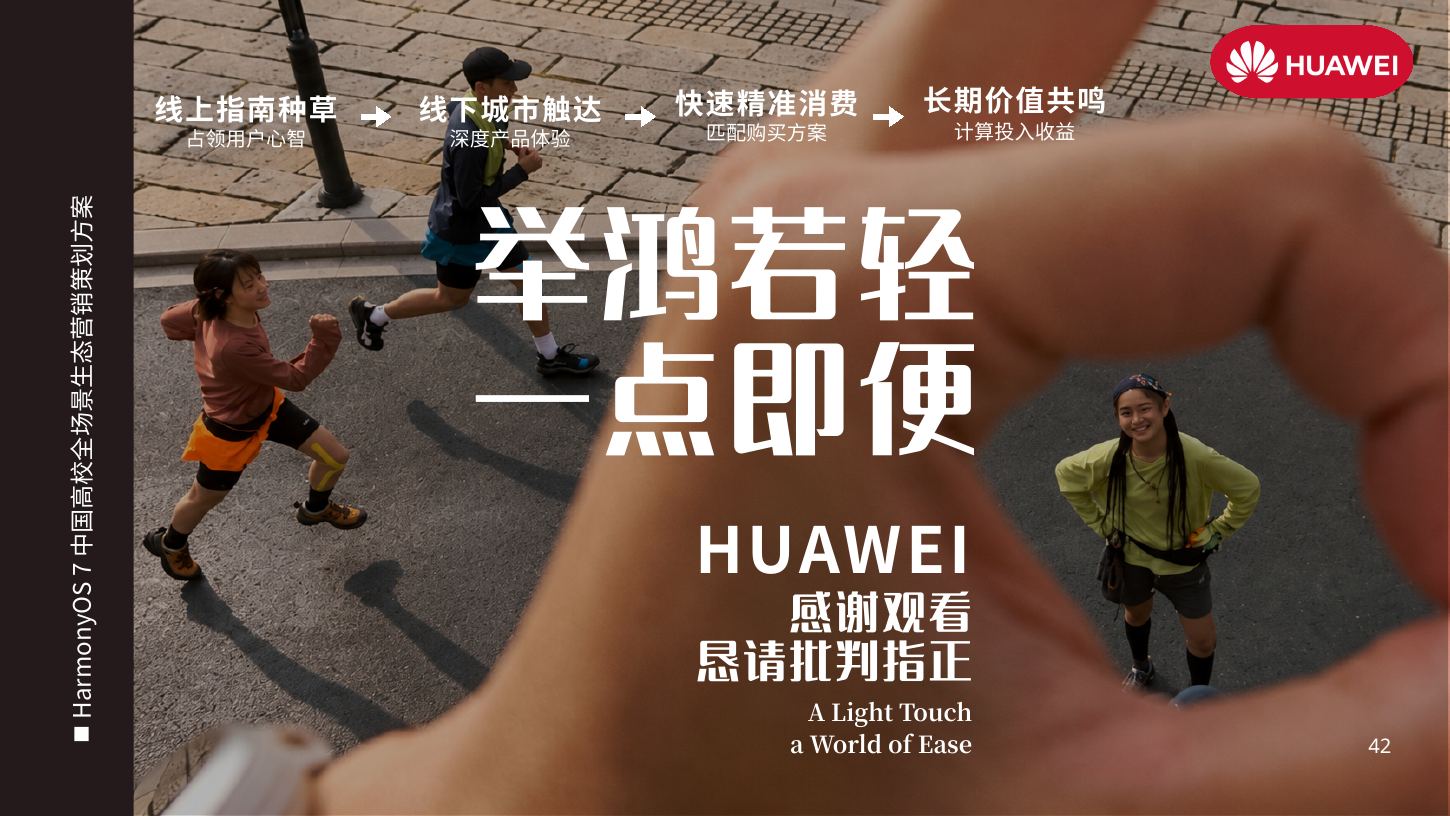 HUAWEI
线上指南种草
占领用户心智
线下城市触达
深度产品体验
快速精准消费
匹配购买方案
长期价值共鸣
计算投入收益
HarmonyOS 7 中国高校全场景生态营销策划方案
举鸿若轻
一点即便
HUAWEI
感谢观看
恳请批判指正
A Light Touch
a World of Ease
42